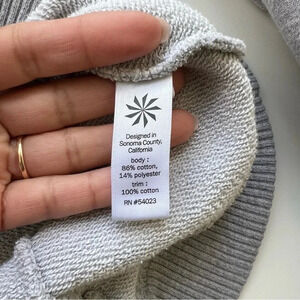 Designed in
Sonoma County,
California
body :
86% cotton,
14% polyester
trim :
100% cotton
RN #54023